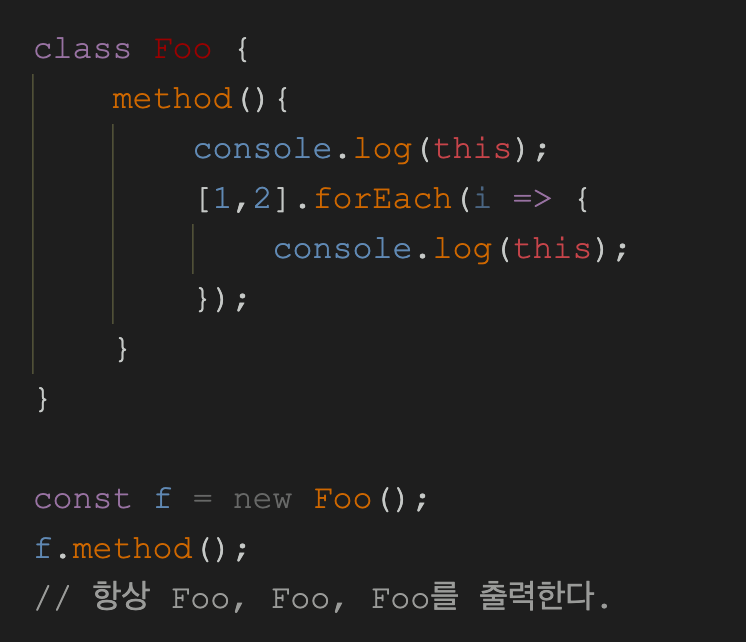 class Foo {
    method(){
        console.log(this);
        [1,2].forEach(i => {
            console.log(this);
        });
    }
}
const f = new Foo();
f.method();
// 항상 Foo, Foo, Foo를 출력한다.